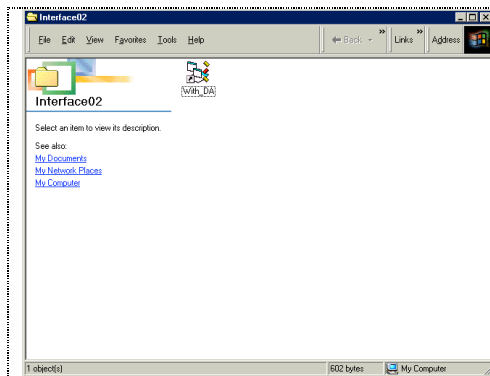 Interface02
File Edit View Favorites Tools Help
Back
Links
Address
With_DA
Interface02
Select an item to view its description.
See also:
My Documents
My Network Places
My Computer
1 object(s)
602 bytes
My Computer